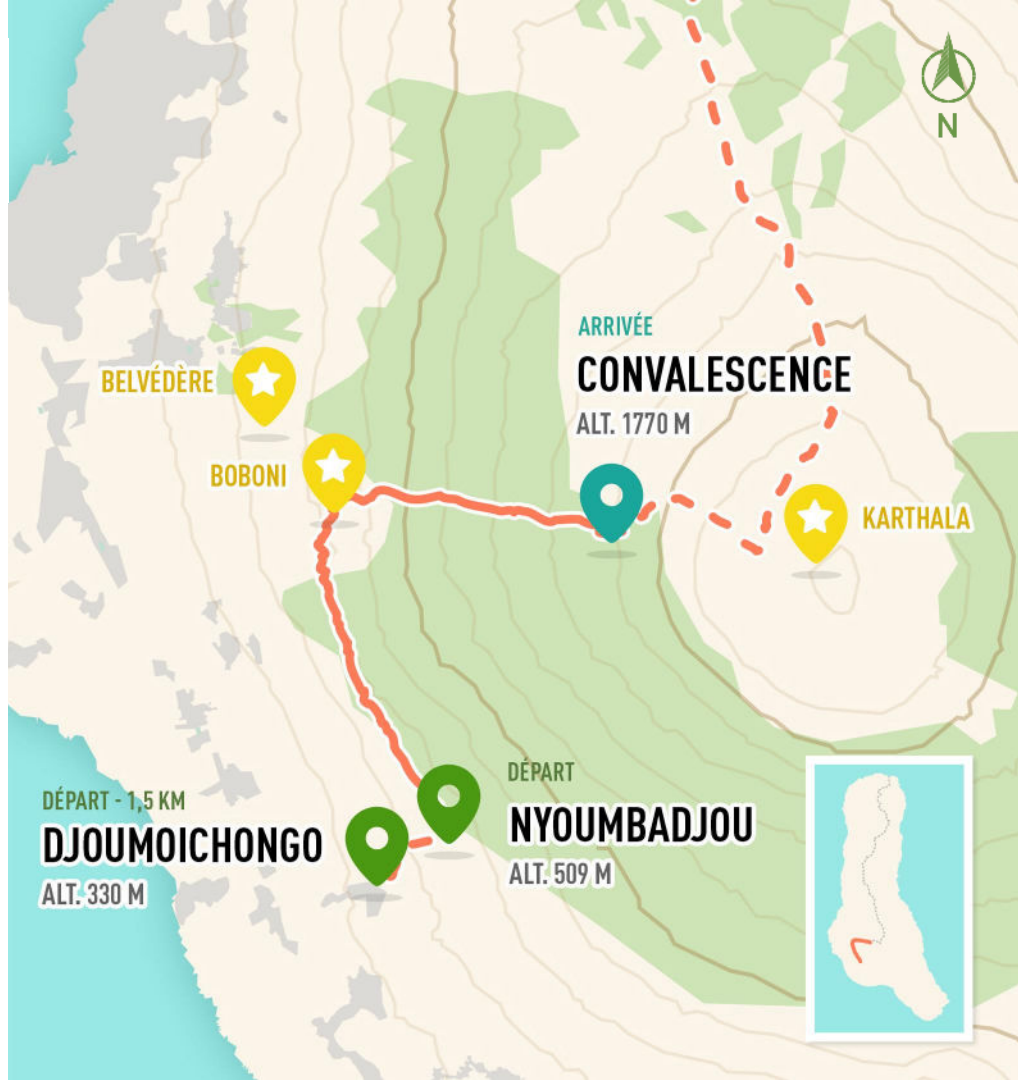 N
ARRIVÉE
CONVALESCENCE
ALT. 1770 M
BELVÉDÈRE
BOBONI
KARTHALA
DÉPART - 1,5 KM
DJOUMOICHONGO
ALT. 330 M
DÉPART
NYOUMBADJOU
ALT. 509 M